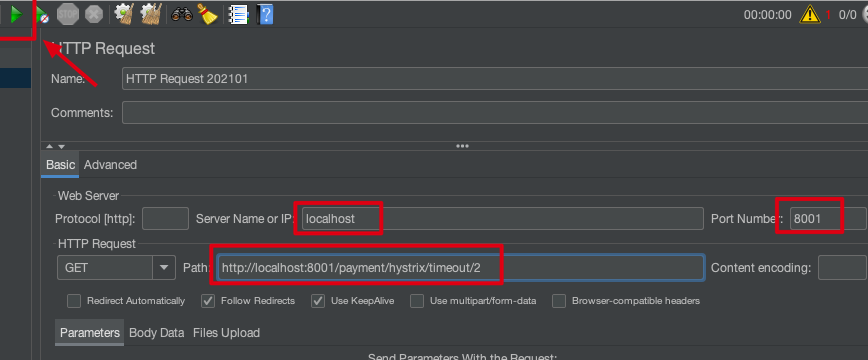 STOP
00:00:00 1 0/0
HTTP Request
Name: HTTP Request 202101
Comments:
Basic Advanced
Web Server
Protocol [http]: Server Name or IP: localhost Port Number: 8001
HTTP Request
GET Path: http://localhost:8001/payment/hystrix/timeout/2 Content encoding:
Redirect Automatically Follow Redirects Use KeepAlive Use multipart/form-data Browser-compatible headers
Parameters Body Data Files Upload
Send Parameters With the Request: